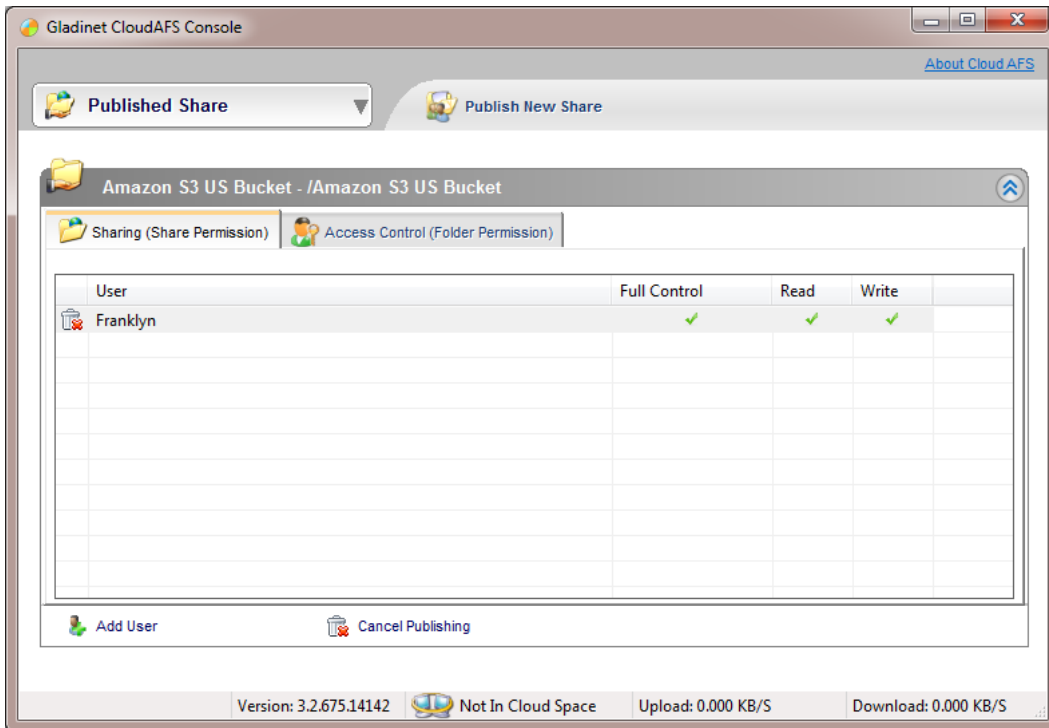 Gladinet CloudAFS Console
About Cloud AFS
Published Share Publish New Share
Amazon S3 US Bucket - /Amazon S3 US Bucket
Sharing (Share Permission) Access Control (Folder Permission)
User Full Control Read Write
Franklyn
Add User Cancel Publishing
Version: 3.2.675.14142 Not In Cloud Space Upload: 0.000 KB/S Download: 0.000 KB/S